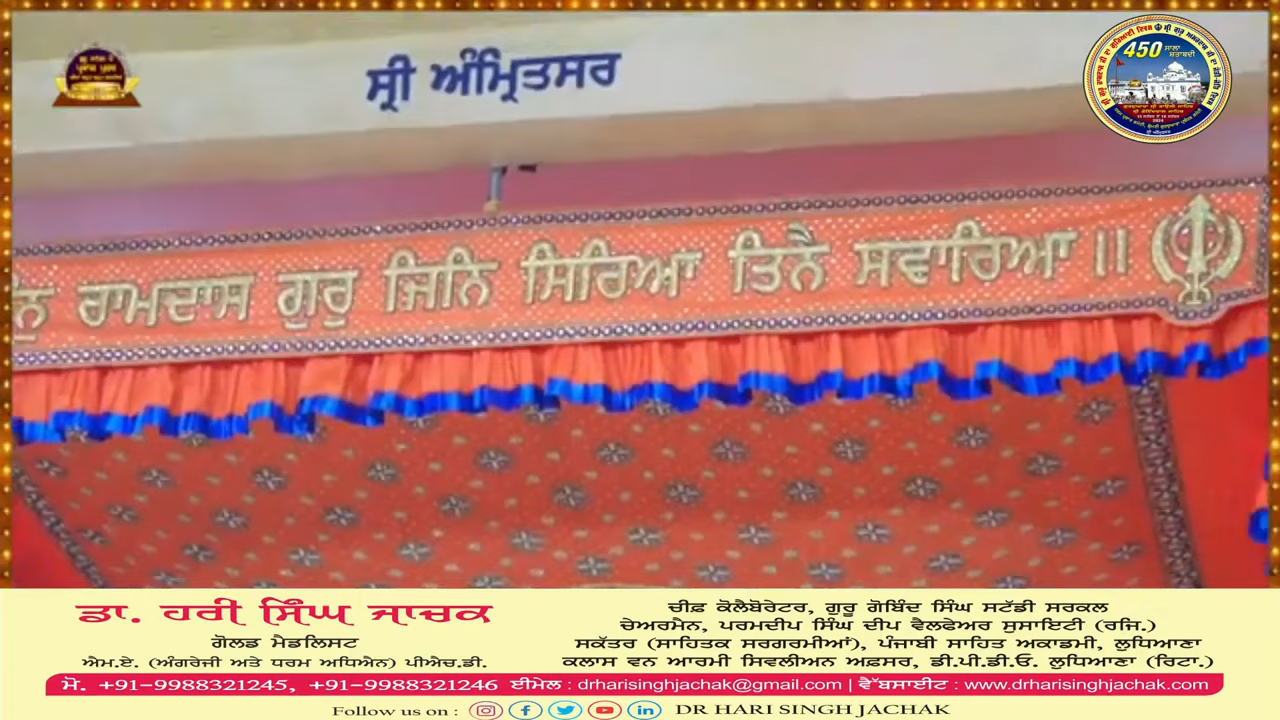 ਸ੍ਰੀ ਅੰਮ੍ਰਿਤਸਰ
450 ਸਾਲਾ
ਸ਼ਤਾਬਦੀ
ਰਾਮਦਾਸ ਗੁਰੁ ਜਿਨਿ ਸਿਰਿਆ ਤਿਨੈ ਸਵਾਰਿਆ ॥
ਡਾ. ਹਰੀ ਸਿੰਘ ਜਾਚਕ
ਗੋਲਡ ਮੈਡਲਿਸਟ
ਐਮ.ਏ. (ਅੰਗਰੇਜੀ ਅਤੇ ਧਰਮ ਅਧਿਐਨ) ਪੀਐਚ.ਡੀ.
ਚੀਫ਼ ਕੋਲੈਬੋਰੇਟਰ, ਗੁਰੂ ਗੋਬਿੰਦ ਸਿੰਘ ਸਟੱਡੀ ਸਰਕਲ
ਚੇਅਰਮੈਨ, ਪਰਮਦੀਪ ਸਿੰਘ ਦੀਪ ਵੈਲਫੇਅਰ ਸੁਸਾਇਟੀ (ਰਜਿ.)
ਸਕੱਤਰ (ਸਾਹਿਤਕ ਸਰਗਰਮੀਆਂ), ਪੰਜਾਬੀ ਸਾਹਿਤ ਅਕਾਡਮੀ, ਲੁਧਿਆਣਾ
ਕਲਾਸ ਵਨ ਆਰਮੀ ਸਿਵਲੀਅਨ ਅਫ਼ਸਰ, ਡੀ.ਪੀ.ਡੀ.ਓ. ਲੁਧਿਆਣਾ (ਰਿਟਾ.)
ਮੋ. +91-9988321245, +91-9988321246 ਈਮੇਲ : drharisinghjachak@gmail.com | ਵੈੱਬਸਾਈਟ : www.drharisinghjachak.com
Follow us on : DR HARI SINGH JACHAK